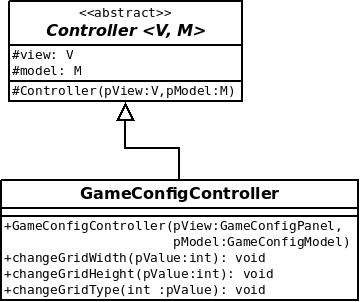 <<abstract>>
Controller <V, M>
#view: V
#model: M
#Controller(pView:V,pModel:M)
GameConfigController
+GameConfigController(pView:GameConfigPanel,
pModel:GameConfigModel)
+changeGridWidth(pValue:int): void
+changeGridHeight(pValue:int): void
+changeGridType(int :pValue): void